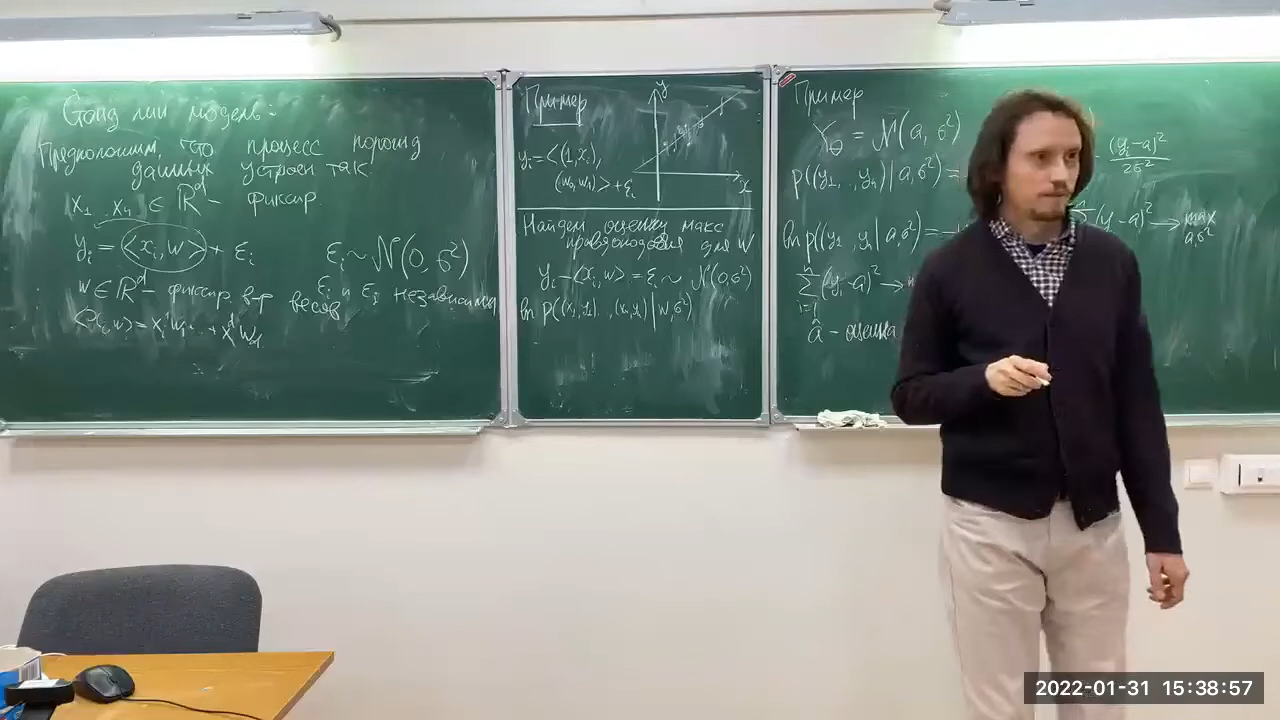 Станд лин модель:
Предположим, что процесс порожд
данных устроен так
x₁...xₙ ∈ ℝᵈ - фиксир.
yᵢ = <xᵢ, w> + εᵢ    εᵢ ~ N(0, σ²)
w ∈ ℝᵈ - фиксир. в-р весов, εᵢ, εⱼ независимы
<xᵢ, w> = x¹w₁ ... + xᵈw_d
Пример
y
x
yᵢ = <(1, xᵢ),
(w₀, w₁)> + εᵢ
Найдем оценку макс
правдоподобия для w
yᵢ - <xᵢ, w> = εᵢ ~ N(0, σ²)
ln p((x₁, y₁)...(xₙ, yₙ) | w, σ²)
Пример
Y_θ = N(a, σ²)
p((y₁...yₙ) | a, σ²) = (yᵢ - a)²
2σ²
ln p((y₁...yₙ | a, σ²) = (yᵢ - a)² → max
a, σ²
Σ (yᵢ - a)² →
i=1
â - оценка
2022-01-31 15:38:57